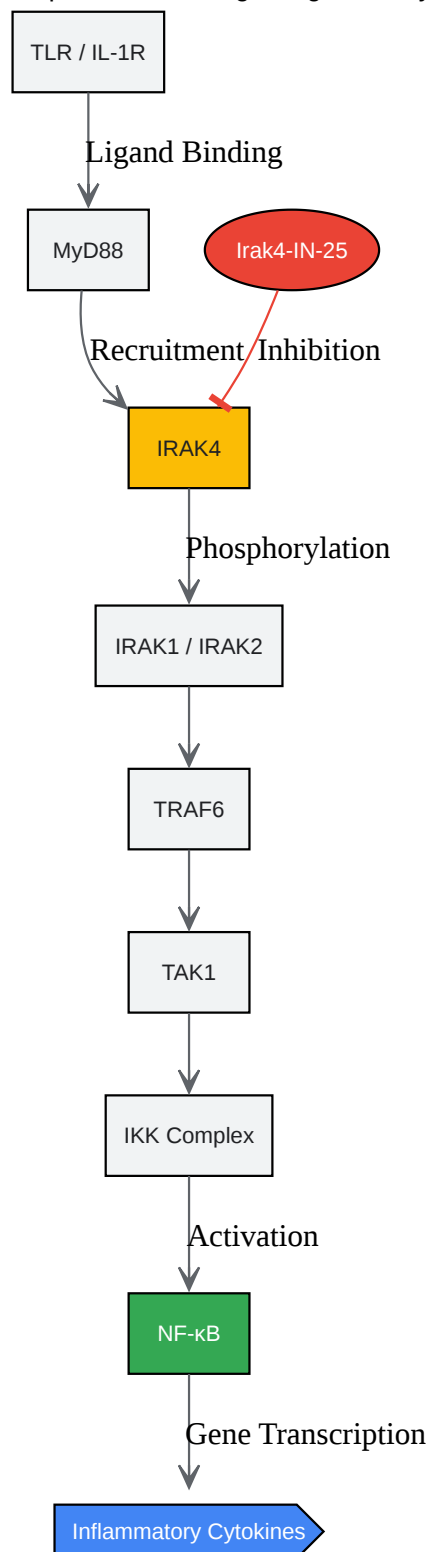 TLR / IL-1R
Ligand Binding
MyD88
Irak4-IN-25
Recruitment
Inhibition
IRAK4
Phosphorylation
IRAK1 / IRAK2
TRAF6
TAK1
IKK Complex
Activation
NF-κB
Gene Transcription
Inflammatory Cytokines